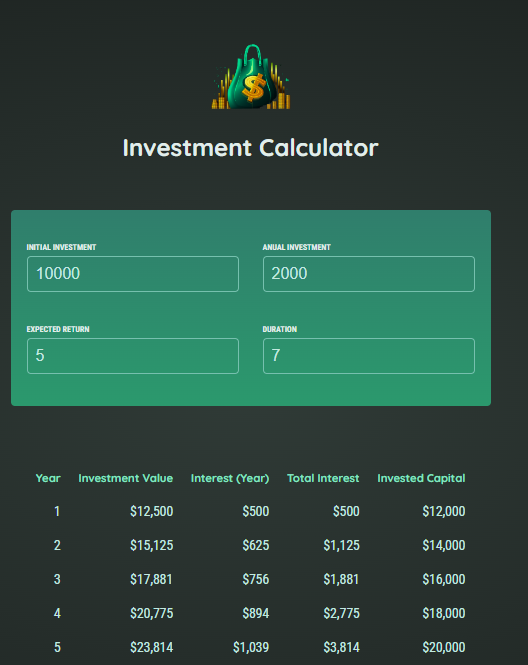 $
Investment Calculator
INITIAL INVESTMENT ANUAL INVESTMENT
10000 2000
EXPECTED RETURN DURATION
5 7
Year Investment Value Interest (Year) Total Interest Invested Capital
1 $12,500 $500 $500 $12,000
2 $15,125 $625 $1,125 $14,000
3 $17,881 $756 $1,881 $16,000
4 $20,775 $894 $2,775 $18,000
5 $23,814 $1,039 $3,814 $20,000